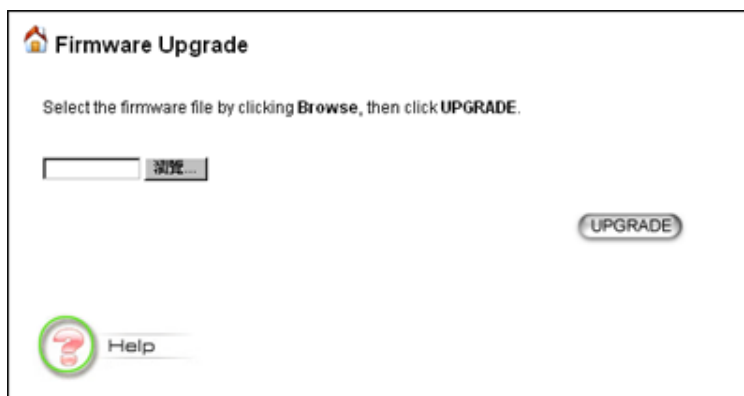 Firmware Upgrade
Select the firmware file by clicking Browse, then click UPGRADE.
瀏覽...
UPGRADE
Help